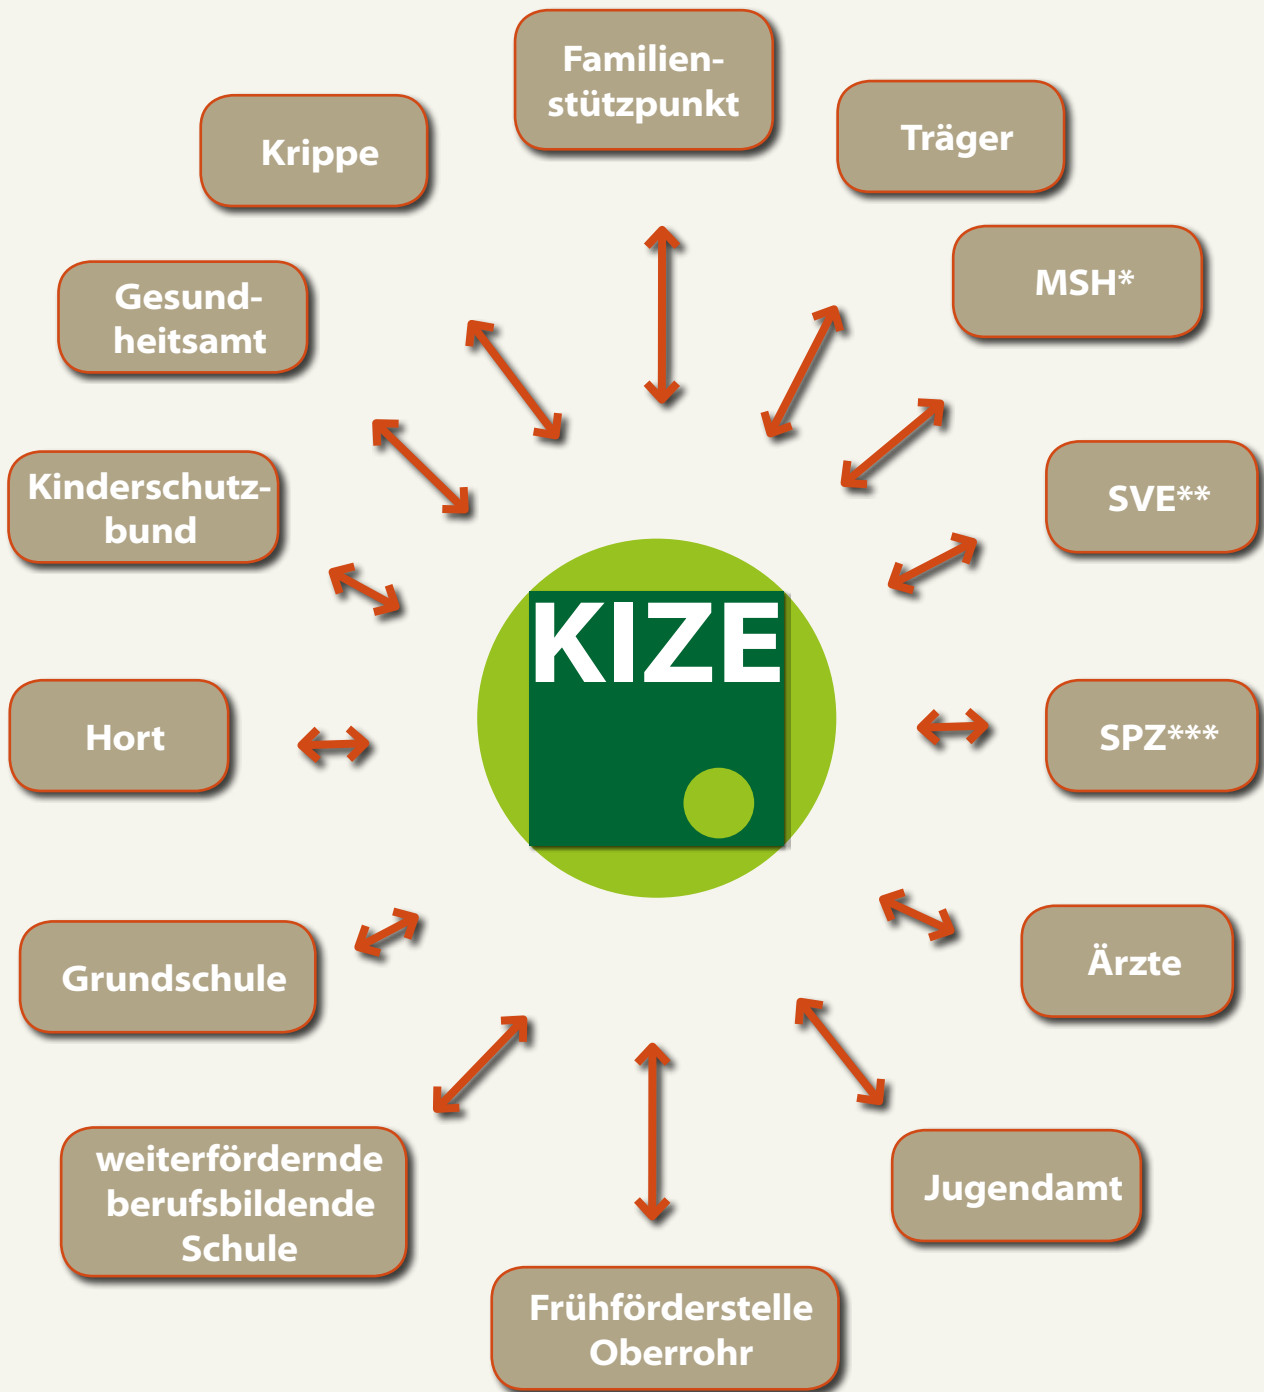 Familien-
stützpunkt
Krippe
Träger
MSH*
Gesund-
heitsamt
Kinderschutz-
bund
SVE**
KIZE
Hort
SPZ***
Grundschule
Ärzte
weiterfördernde
berufsbildende
Schule
Jugendamt
Frühförderstelle
Oberrohr